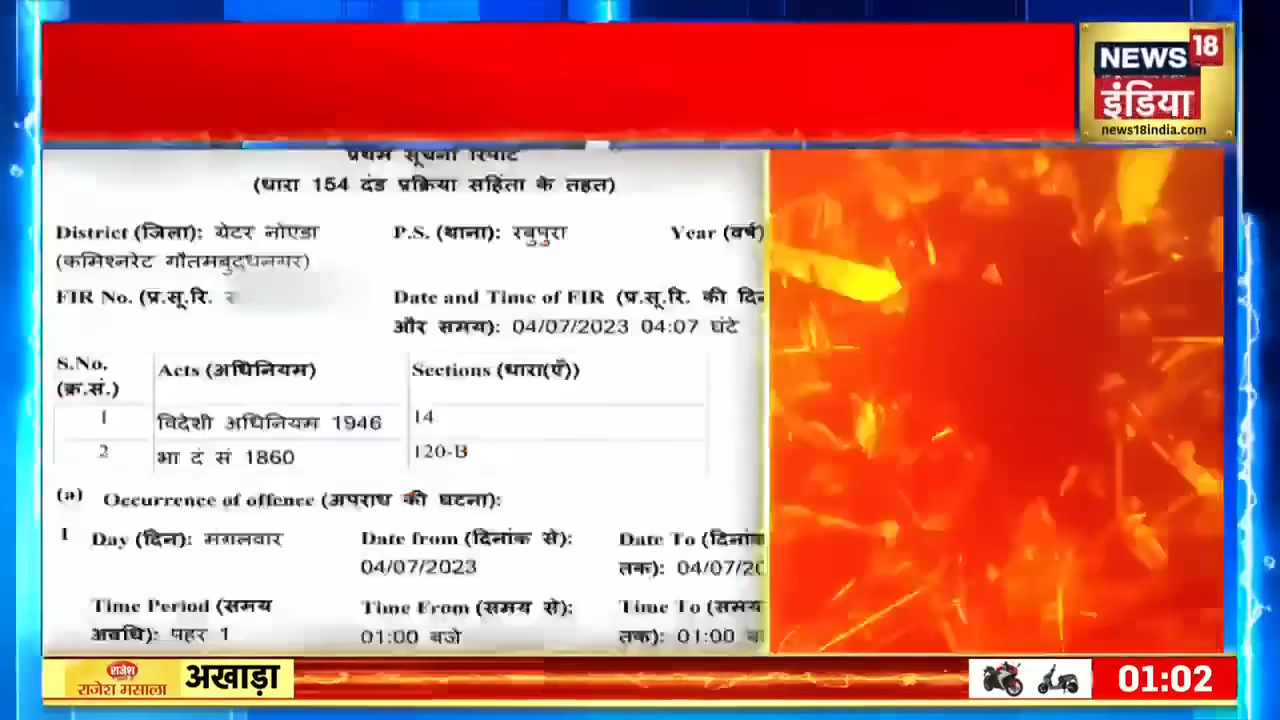 NEWS 18
इंडिया
news18india.com
प्रथम सूचना रिपोर्ट
(धारा 154 दंड प्रक्रिया संहिता के तहत)
District (जिला): ग्रेटर नोएडा P.S. (थाना): रबुपुरा Year (वर्ष)
(कमिश्नरेट गौतमबुद्धनगर)
FIR No. (प्र.सू.रि. Date and Time of FIR (प्र.सू.रि. की
और समय): 04/07/2023 04:07 घंटे
S.No. Acts (अधिनियम) Sections (धारा(एँ))
(क्र.सं.)
1 विदेशी अधिनियम 1946 14
2 भा दं सं 1860 120-B
(a) Occurrence of offence (अपराध की घटना):
1 Day (दिन): मंगलवार Date from (दिनांक से): Date To (दिनांक
04/07/2023 तक): 04/07/20
Time Period (समय Time From (समय से): Time To (समय
अवधि): पहर 1 01:00 बजे तक): 01:00
राजेश
राजेश मसाला अखाड़ा 01:02